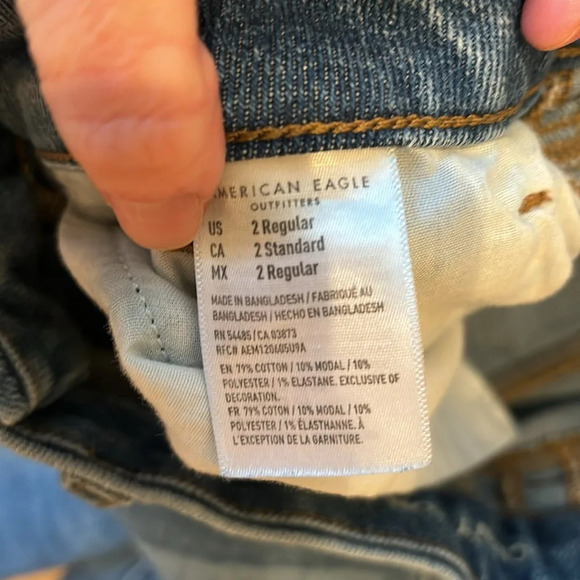 AMERICAN EAGLE
OUTFITTERS
US 2 Regular
CA 2 Standard
MX 2 Regular
MADE IN BANGLADESH / FABRIQUÉ AU
BANGLADESH / HECHO EN BANGLADESH
RN 54485 / CA 03873
RFC# AEM120605U9A
EN 79% COTTON / 10% MODAL / 10%
POLYESTER / 1% ELASTANE. EXCLUSIVE OF
DECORATION.
FR 79% COTON / 10% MODAL / 10%
POLYESTER / 1% ÉLASTHANNE. À
L'EXCEPTION DE LA GARNITURE.